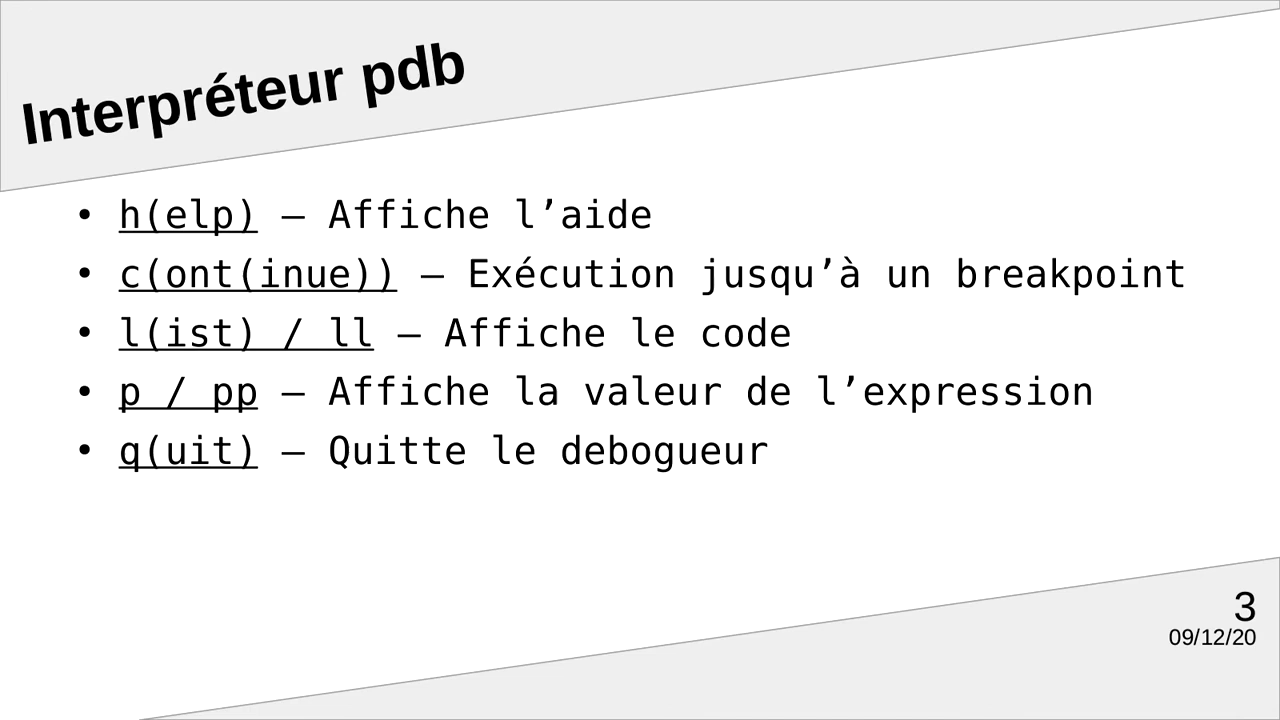 Interpréteur pdb
• h(elp) – Affiche l’aide
• c(ont(inue)) – Exécution jusqu’à un breakpoint
• l(ist) / ll – Affiche le code
• p / pp – Affiche la valeur de l’expression
• q(uit) – Quitte le debogueur
3
09/12/20